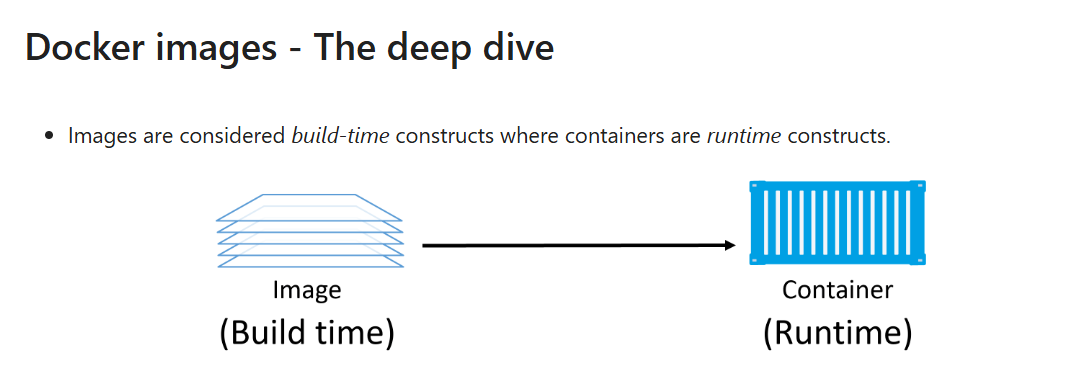 Docker images - The deep dive
• Images are considered build-time constructs where containers are runtime constructs.
Image
(Build time)
Container
(Runtime)